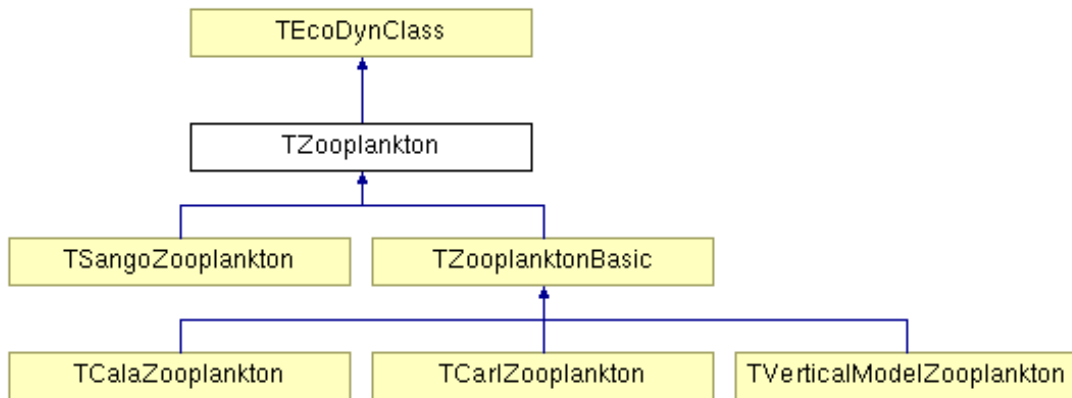 TEcoDynClass
TZooplankton
TSangoZooplankton
TZooplanktonBasic
TCalaZooplankton
TCarlZooplankton
TVerticalModelZooplankton